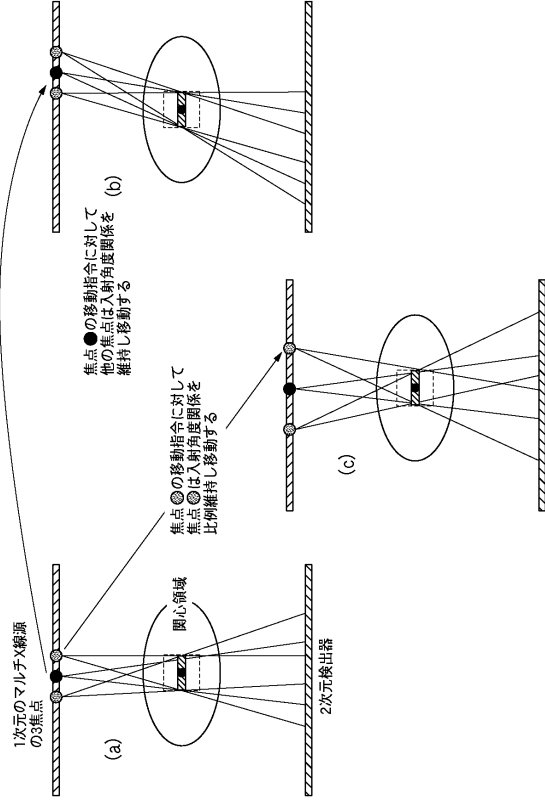 1次元のマルチX線源
の3焦点
(a)
関心領域
2次元検出器
焦点●の移動指令に対して
他の焦点は入射角度関係を
維持し移動する
(b)
焦点の移動指令に対して
焦点は入射角度関係を
比例維持し移動する
(c)